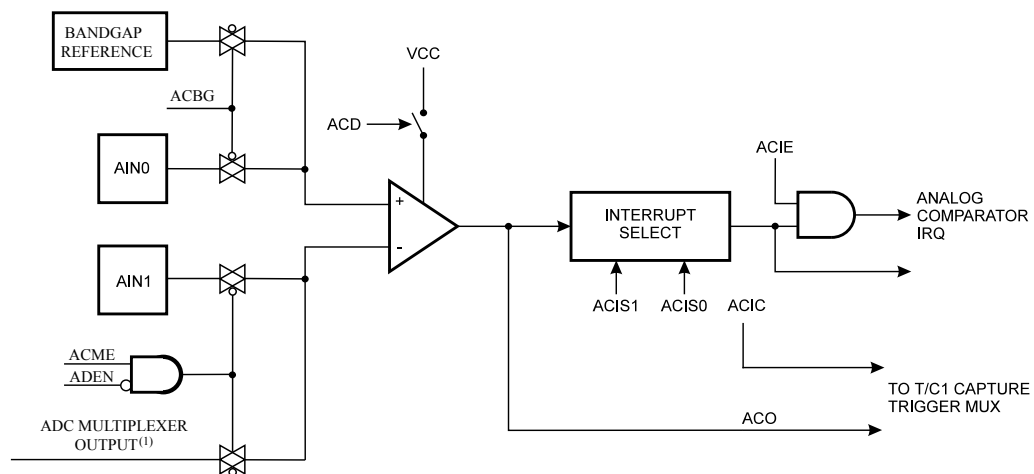 BANDGAP
REFERENCE
ACBG
AIN0
AIN1
ACME
ADEN
ADC MULTIPLEXER
OUTPUT(1)
VCC
ACD
+
-
INTERRUPT
SELECT
ACIS1
ACIS0
ACIE
ANALOG
COMPARATOR
IRQ
ACIC
TO T/C1 CAPTURE
TRIGGER MUX
ACO